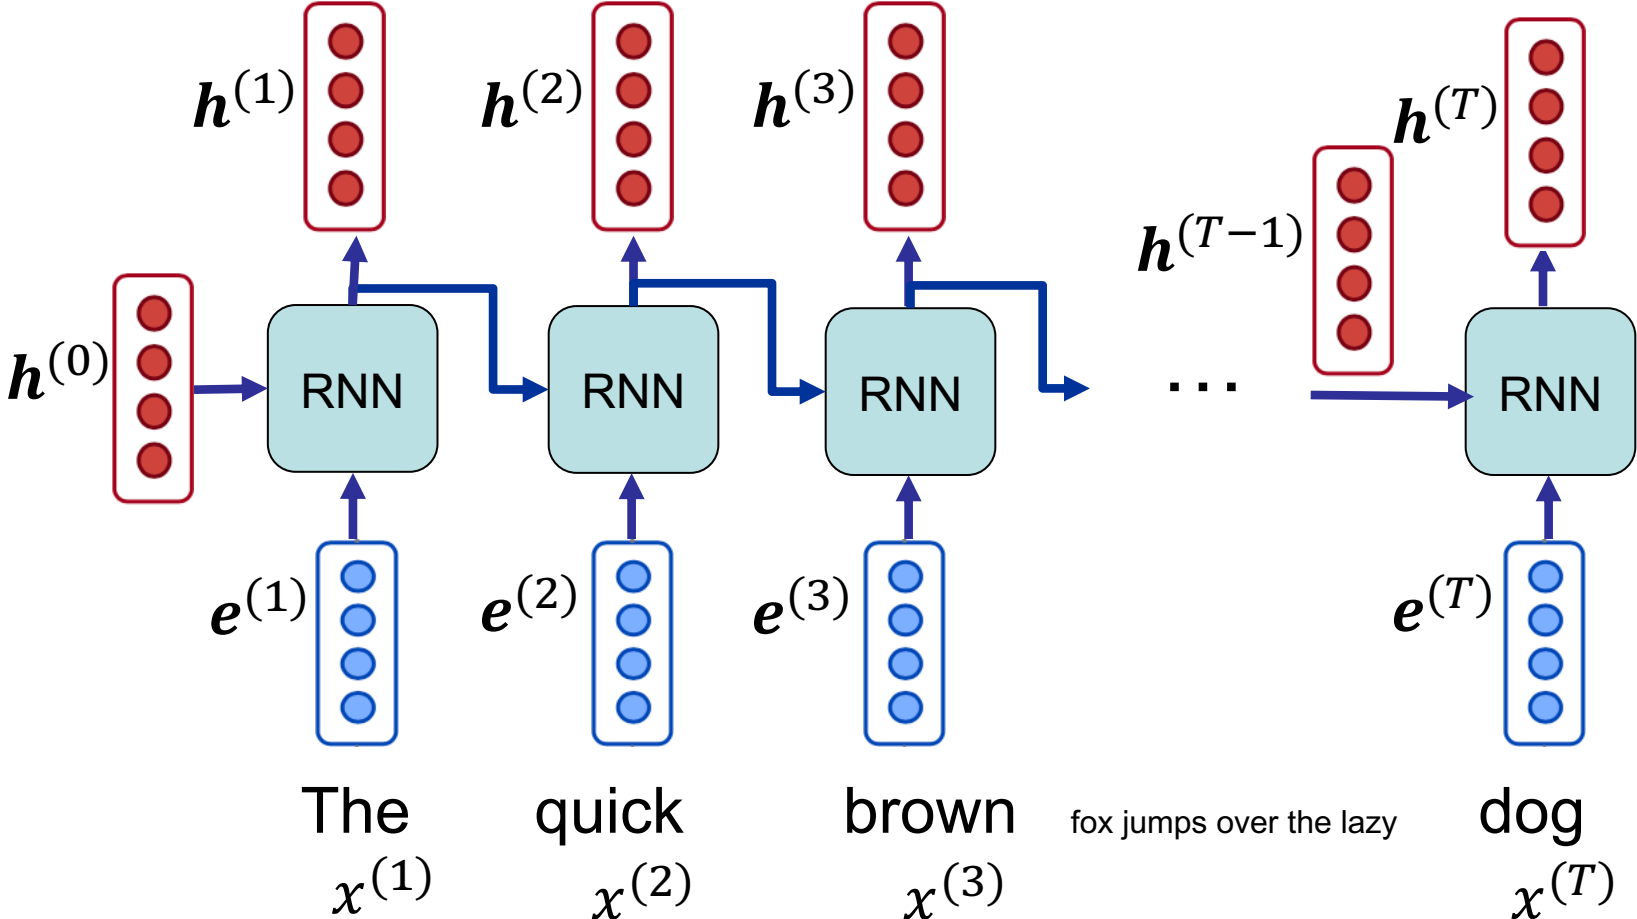 h^(1) h^(2) h^(3) h^(T)
h^(T−1)
h^(0) RNN RNN RNN ... RNN
e^(1) e^(2) e^(3) e^(T)
The quick brown fox jumps over the lazy dog
x^(1) x^(2) x^(3) x^(T)